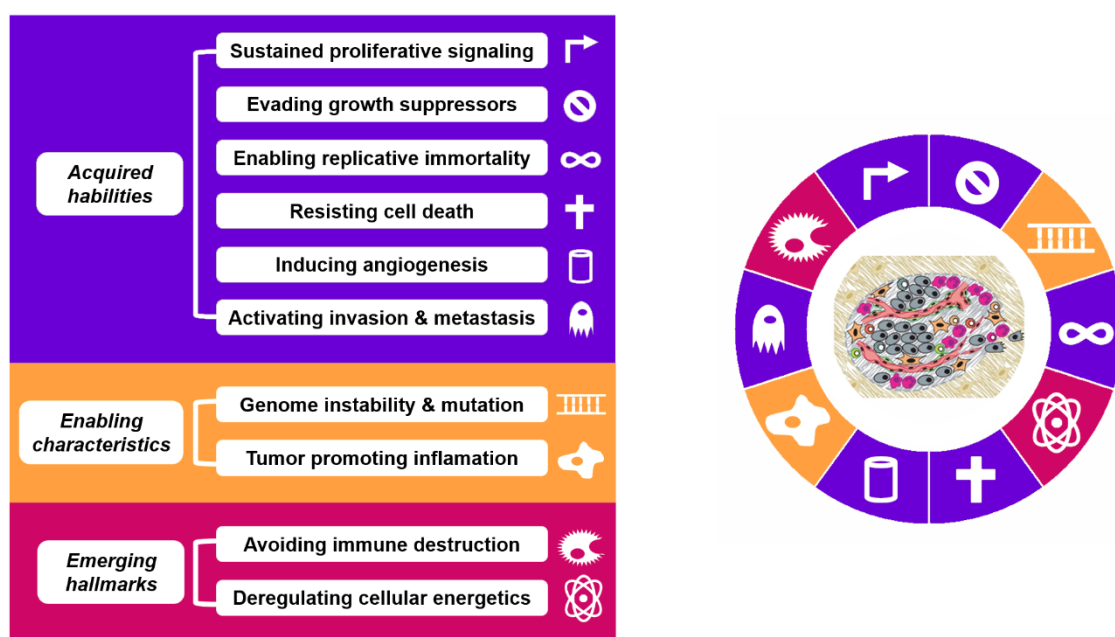 Sustained proliferative signaling
Evading growth suppressors
Enabling replicative immortality
Acquired
habilities
Resisting cell death
Inducing angiogenesis
Activating invasion & metastasis
Enabling
characteristics
Genome instability & mutation
Tumor promoting inflamation
Emerging
hallmarks
Avoiding immune destruction
Deregulating cellular energetics